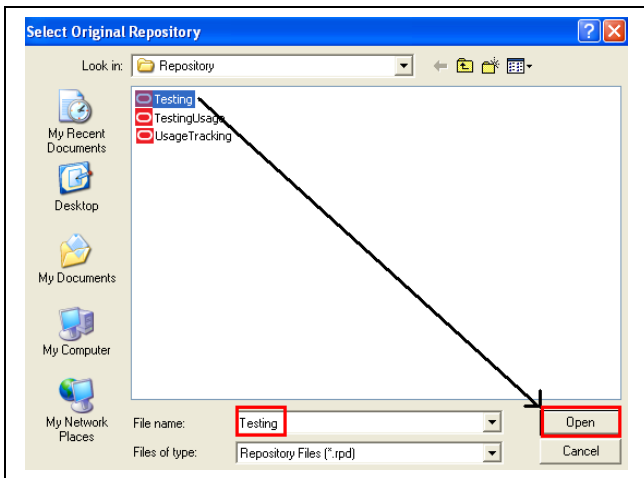 Select Original Repository
Look in: Repository
Testing
TestingUsage
UsageTracking
My Recent
Documents
Desktop
My Documents
My Computer
My Network
Places
File name: Testing Open
Files of type: Repository Files (*.rpd) Cancel